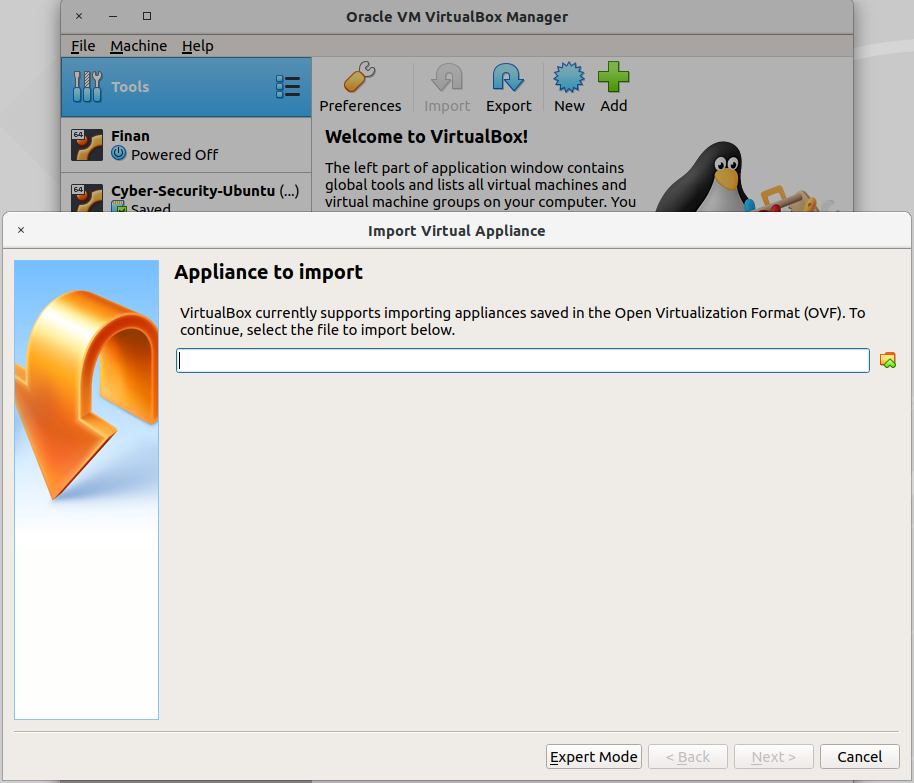 Oracle VM VirtualBox Manager
File Machine Help
Tools
Preferences Import Export New Add
64
Finan
Powered Off
64
Cyber-Security-Ubuntu (...)
Saved
Welcome to VirtualBox!
The left part of application window contains
global tools and lists all virtual machines and
virtual machine groups on your computer. You
Import Virtual Appliance
Appliance to import
VirtualBox currently supports importing appliances saved in the Open Virtualization Format (OVF). To
continue, select the file to import below.
Expert Mode < Back Next > Cancel